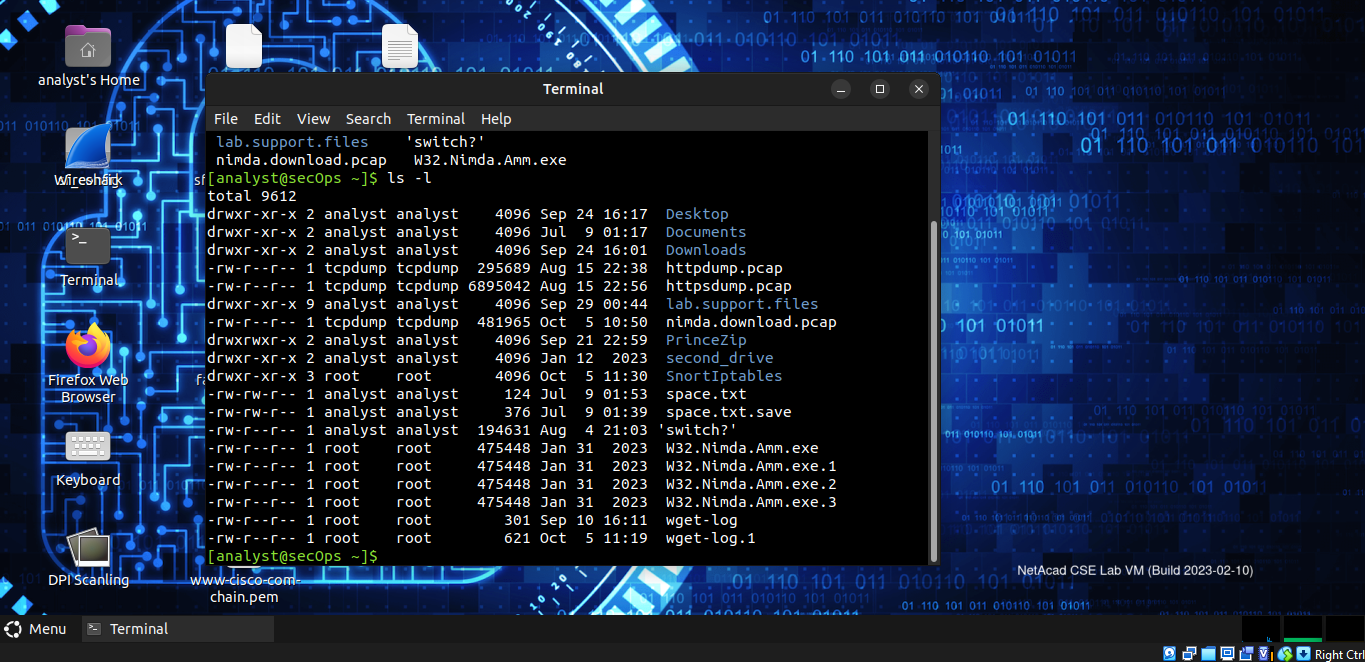 analyst's Home
Terminal
File Edit View Search Terminal Help
lab.support.files 'switch?'
nimda.download.pcap W32.Nimda.Amm.exe
[analyst@secOps ~]$ ls -l
total 9612
drwxr-xr-x 2 analyst analyst 4096 Sep 24 16:17 Desktop
drwxr-xr-x 2 analyst analyst 4096 Jul 9 01:17 Documents
drwxr-xr-x 2 analyst analyst 4096 Sep 24 16:01 Downloads
-rw-r--r-- 1 tcpdump tcpdump 295689 Aug 15 22:38 httpdump.pcap
-rw-r--r-- 1 tcpdump tcpdump 6895042 Aug 15 22:56 httpsdump.pcap
drwxr-xr-x 9 analyst analyst 4096 Sep 29 00:44 lab.support.files
-rw-r--r-- 1 tcpdump tcpdump 481965 Oct 5 10:50 nimda.download.pcap
drwxrwxr-x 2 analyst analyst 4096 Sep 21 22:59 PrinceZip
drwxr-xr-x 2 analyst analyst 4096 Jan 12 2023 second_drive
drwxr-xr-x 3 root root 4096 Oct 5 11:30 SnortIptables
-rw-rw-r-- 1 analyst analyst 124 Jul 9 01:53 space.txt
-rw-rw-r-- 1 analyst analyst 376 Jul 9 01:39 space.txt.save
-rw-r--r-- 1 analyst analyst 194631 Aug 4 21:03 'switch?'
-rw-r--r-- 1 root root 475448 Jan 31 2023 W32.Nimda.Amm.exe
-rw-r--r-- 1 root root 475448 Jan 31 2023 W32.Nimda.Amm.exe.1
-rw-r--r-- 1 root root 475448 Jan 31 2023 W32.Nimda.Amm.exe.2
-rw-r--r-- 1 root root 475448 Jan 31 2023 W32.Nimda.Amm.exe.3
-rw-r--r-- 1 root root 301 Sep 10 16:11 wget-log
-rw-r--r-- 1 root root 621 Oct 5 11:19 wget-log.1
[analyst@secOps ~]$
Terminal
Firefox Web
Browser
Keyboard
www-cisco-com-
chain.pem
NetAcad CSE Lab VM (Build 2023-02-10)
Menu
Terminal
Right Ctrl